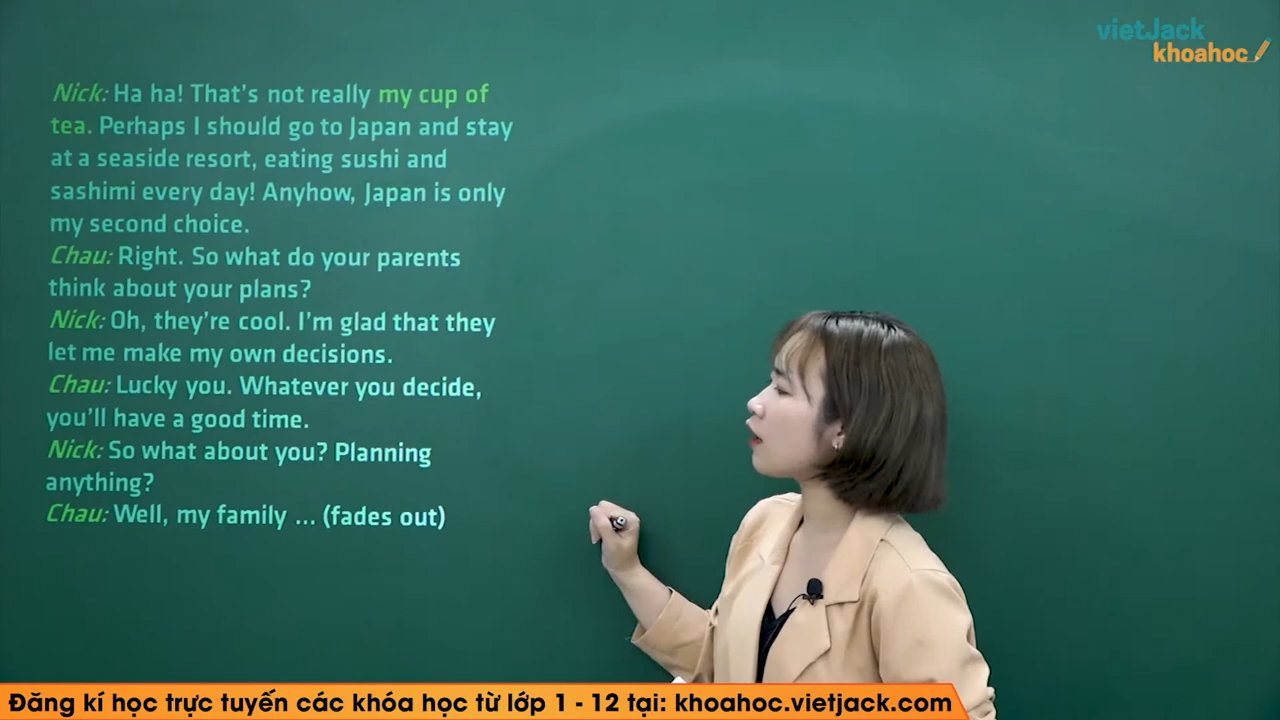 vietJack
khoahoc
Nick: Ha ha! That's not really my cup of
tea. Perhaps I should go to Japan and stay
at a seaside resort, eating sushi and
sashimi every day! Anyhow, Japan is only
my second choice.
Chau: Right. So what do your parents
think about your plans?
Nick: Oh, they're cool. I'm glad that they
let me make my own decisions.
Chau: Lucky you. Whatever you decide,
you'll have a good time.
Nick: So what about you? Planning
anything?
Chau: Well, my family ... (fades out)
Đăng kí học trực tuyến các khóa học từ lớp 1 - 12 tại: khoahoc.vietjack.com